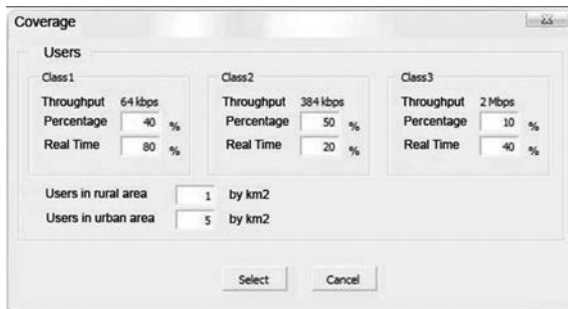 Coverage
Users
Class1
Throughput 64 kbps
Percentage 40 %
Real Time 80 %
Class2
Throughput 384 kbps
Percentage 50 %
Real Time 20 %
Class3
Throughput 2 Mbps
Percentage 10 %
Real Time 40 %
Users in rural area 1 by km2
Users in urban area 5 by km2
Select Cancel